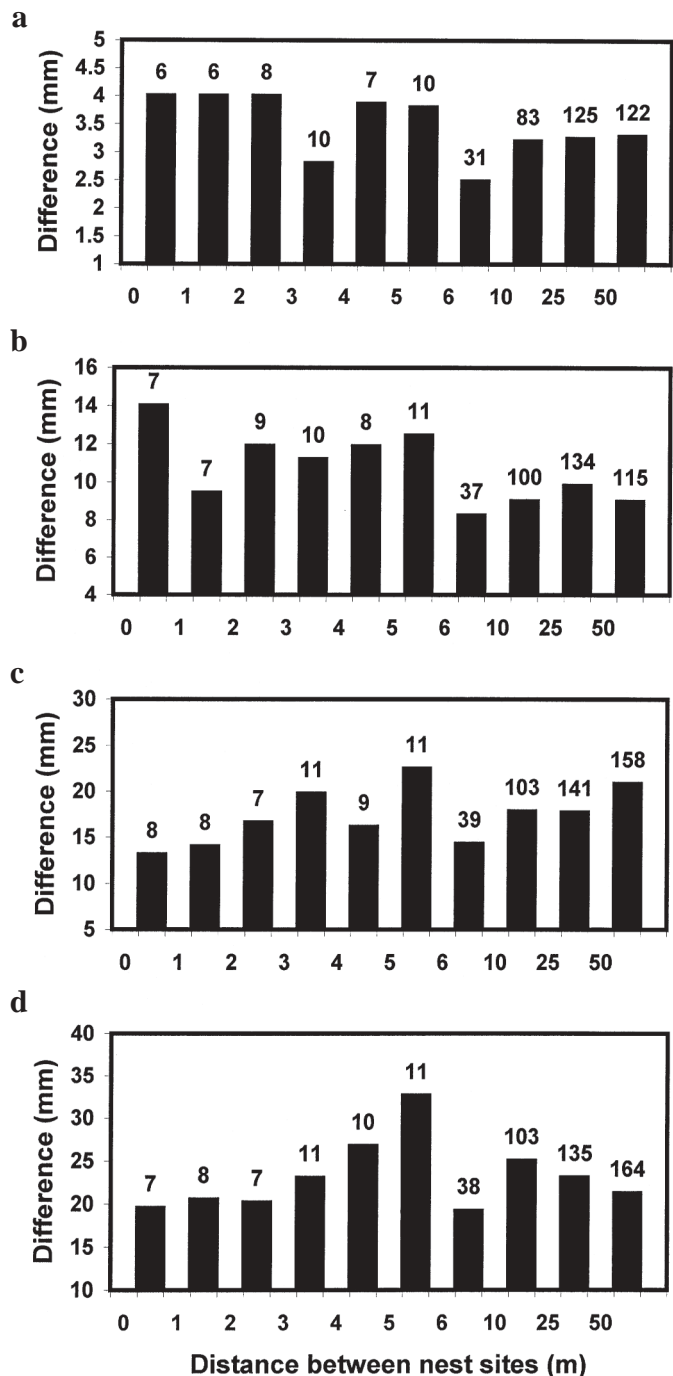 a
Difference (mm)
5
4.5
4
3.5
3
2.5
2
1.5
1
6 6 8 10 7 10 31 83 125 122
0 1 2 3 4 5 6 10 25 50
b
Difference (mm)
16
14
12
10
8
6
4
7 7 9 10 8 11 37 100 134 115
0 1 2 3 4 5 6 10 25 50
c
Difference (mm)
30
25
20
15
10
5
8 8 7 11 9 11 39 103 141 158
0 1 2 3 4 5 6 10 25 50
d
Difference (mm)
40
35
30
25
20
15
10
7 8 7 11 10 11 38 103 135 164
0 1 2 3 4 5 6 10 25 50
Distance between nest sites (m)